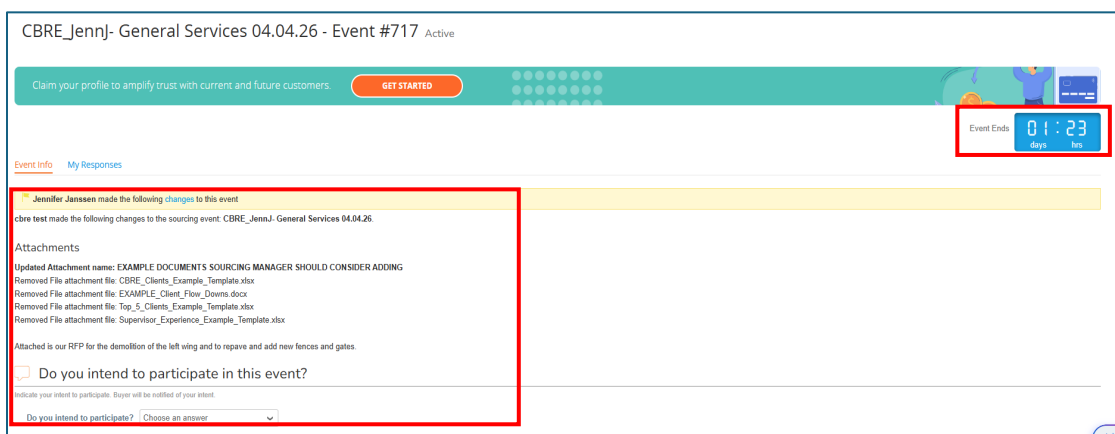 CBRE_JennJ- General Services 04.04.26 - Event #717 Active
Claim your profile to amplify trust with current and future customers.
GET STARTED
Event Ends
01 : 23
days hrs
Event Info My Responses
Jennifer Janssen made the following changes to this event
cbre test made the following changes to the sourcing event: CBRE_JennJ- General Services 04.04.26.
Attachments
Updated Attachment name: EXAMPLE DOCUMENTS SOURCING MANAGER SHOULD CONSIDER ADDING
Removed File attachment file: CBRE_Clients_Example_Template.xlsx
Removed File attachment file: EXAMPLE_Client_Flow_Downs.docx
Removed File attachment file: Top_5_Clients_Example_Template.xlsx
Removed File attachment file: Supervisor_Experience_Example_Template.xlsx
Attached is our RFP for the demolition of the left wing and to repave and add new fences and gates.
Do you intend to participate in this event?
Indicate your intent to participate. Buyer will be notified of your intent.
Do you intend to participate? Choose an answer